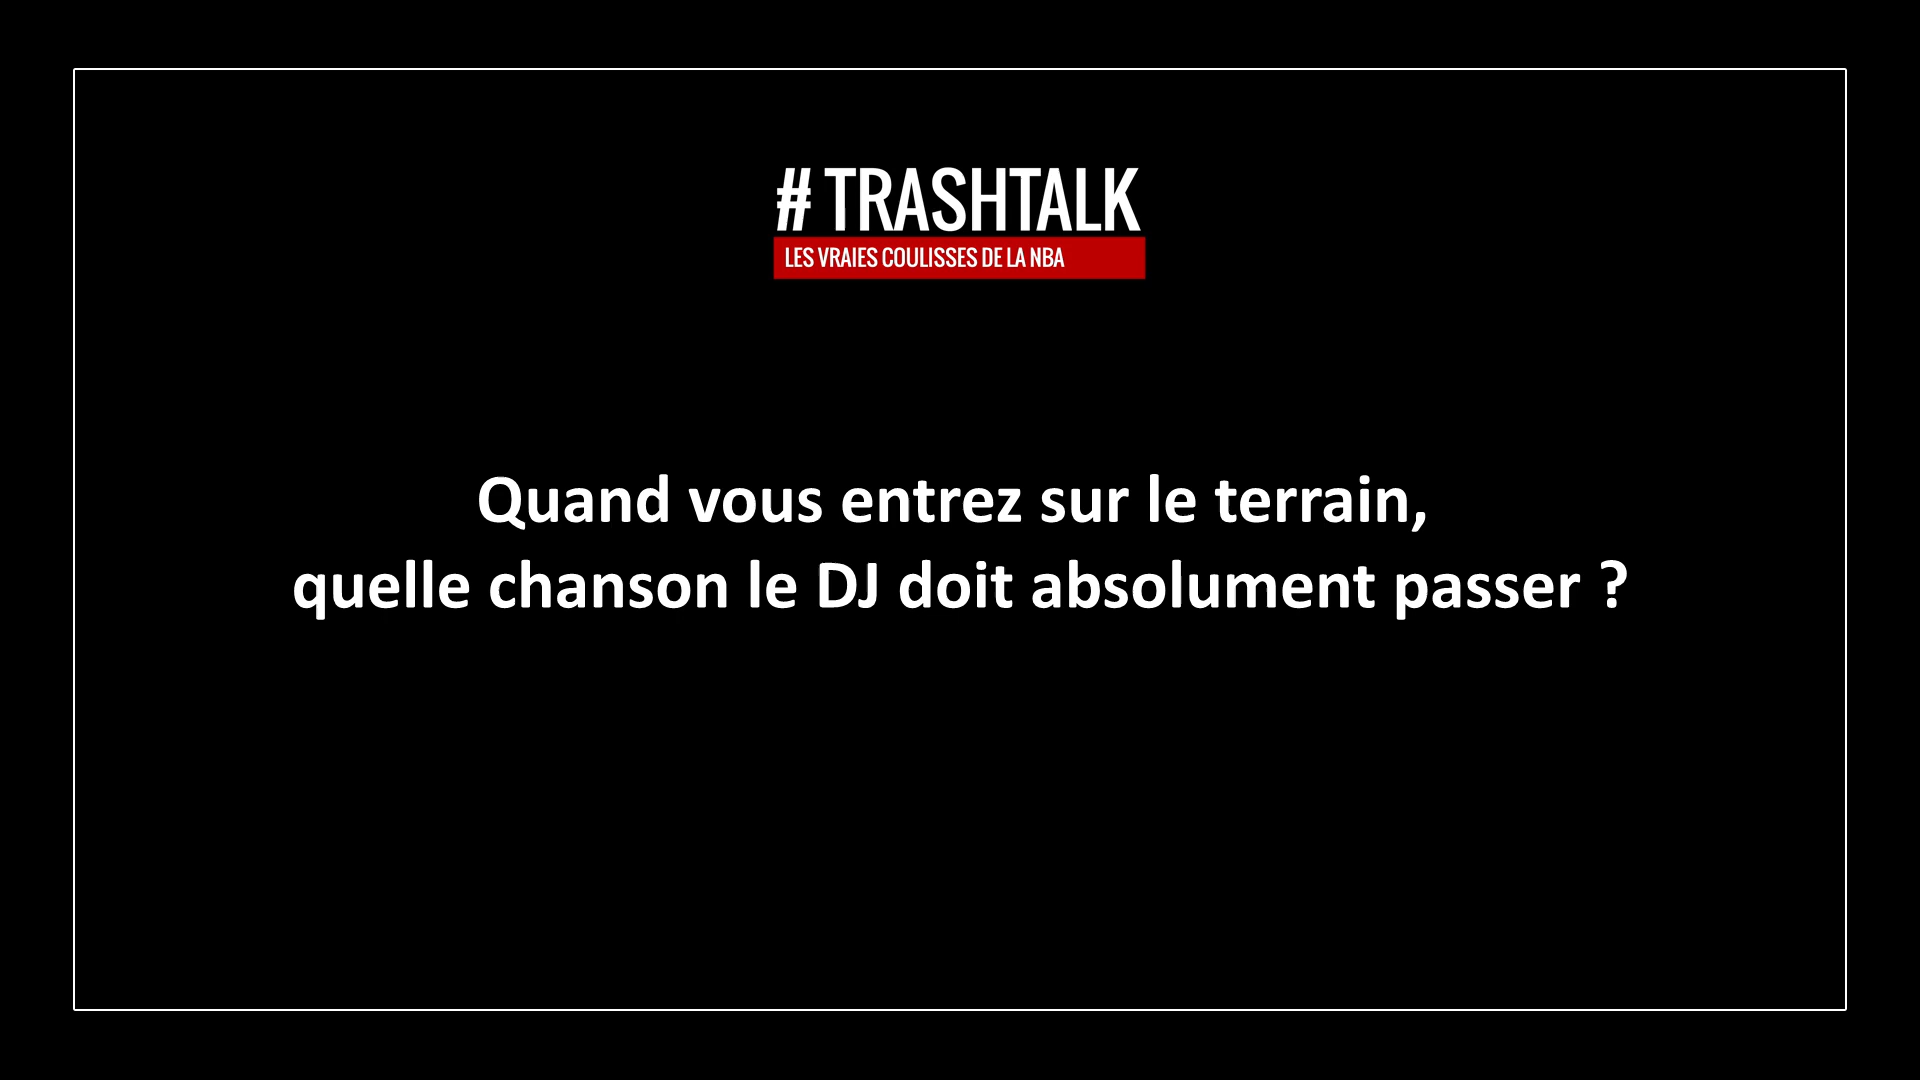 # TRASHTALK
LES VRAIES COULISSES DE LA NBA
Quand vous entrez sur le terrain,
quelle chanson le DJ doit absolument passer ?